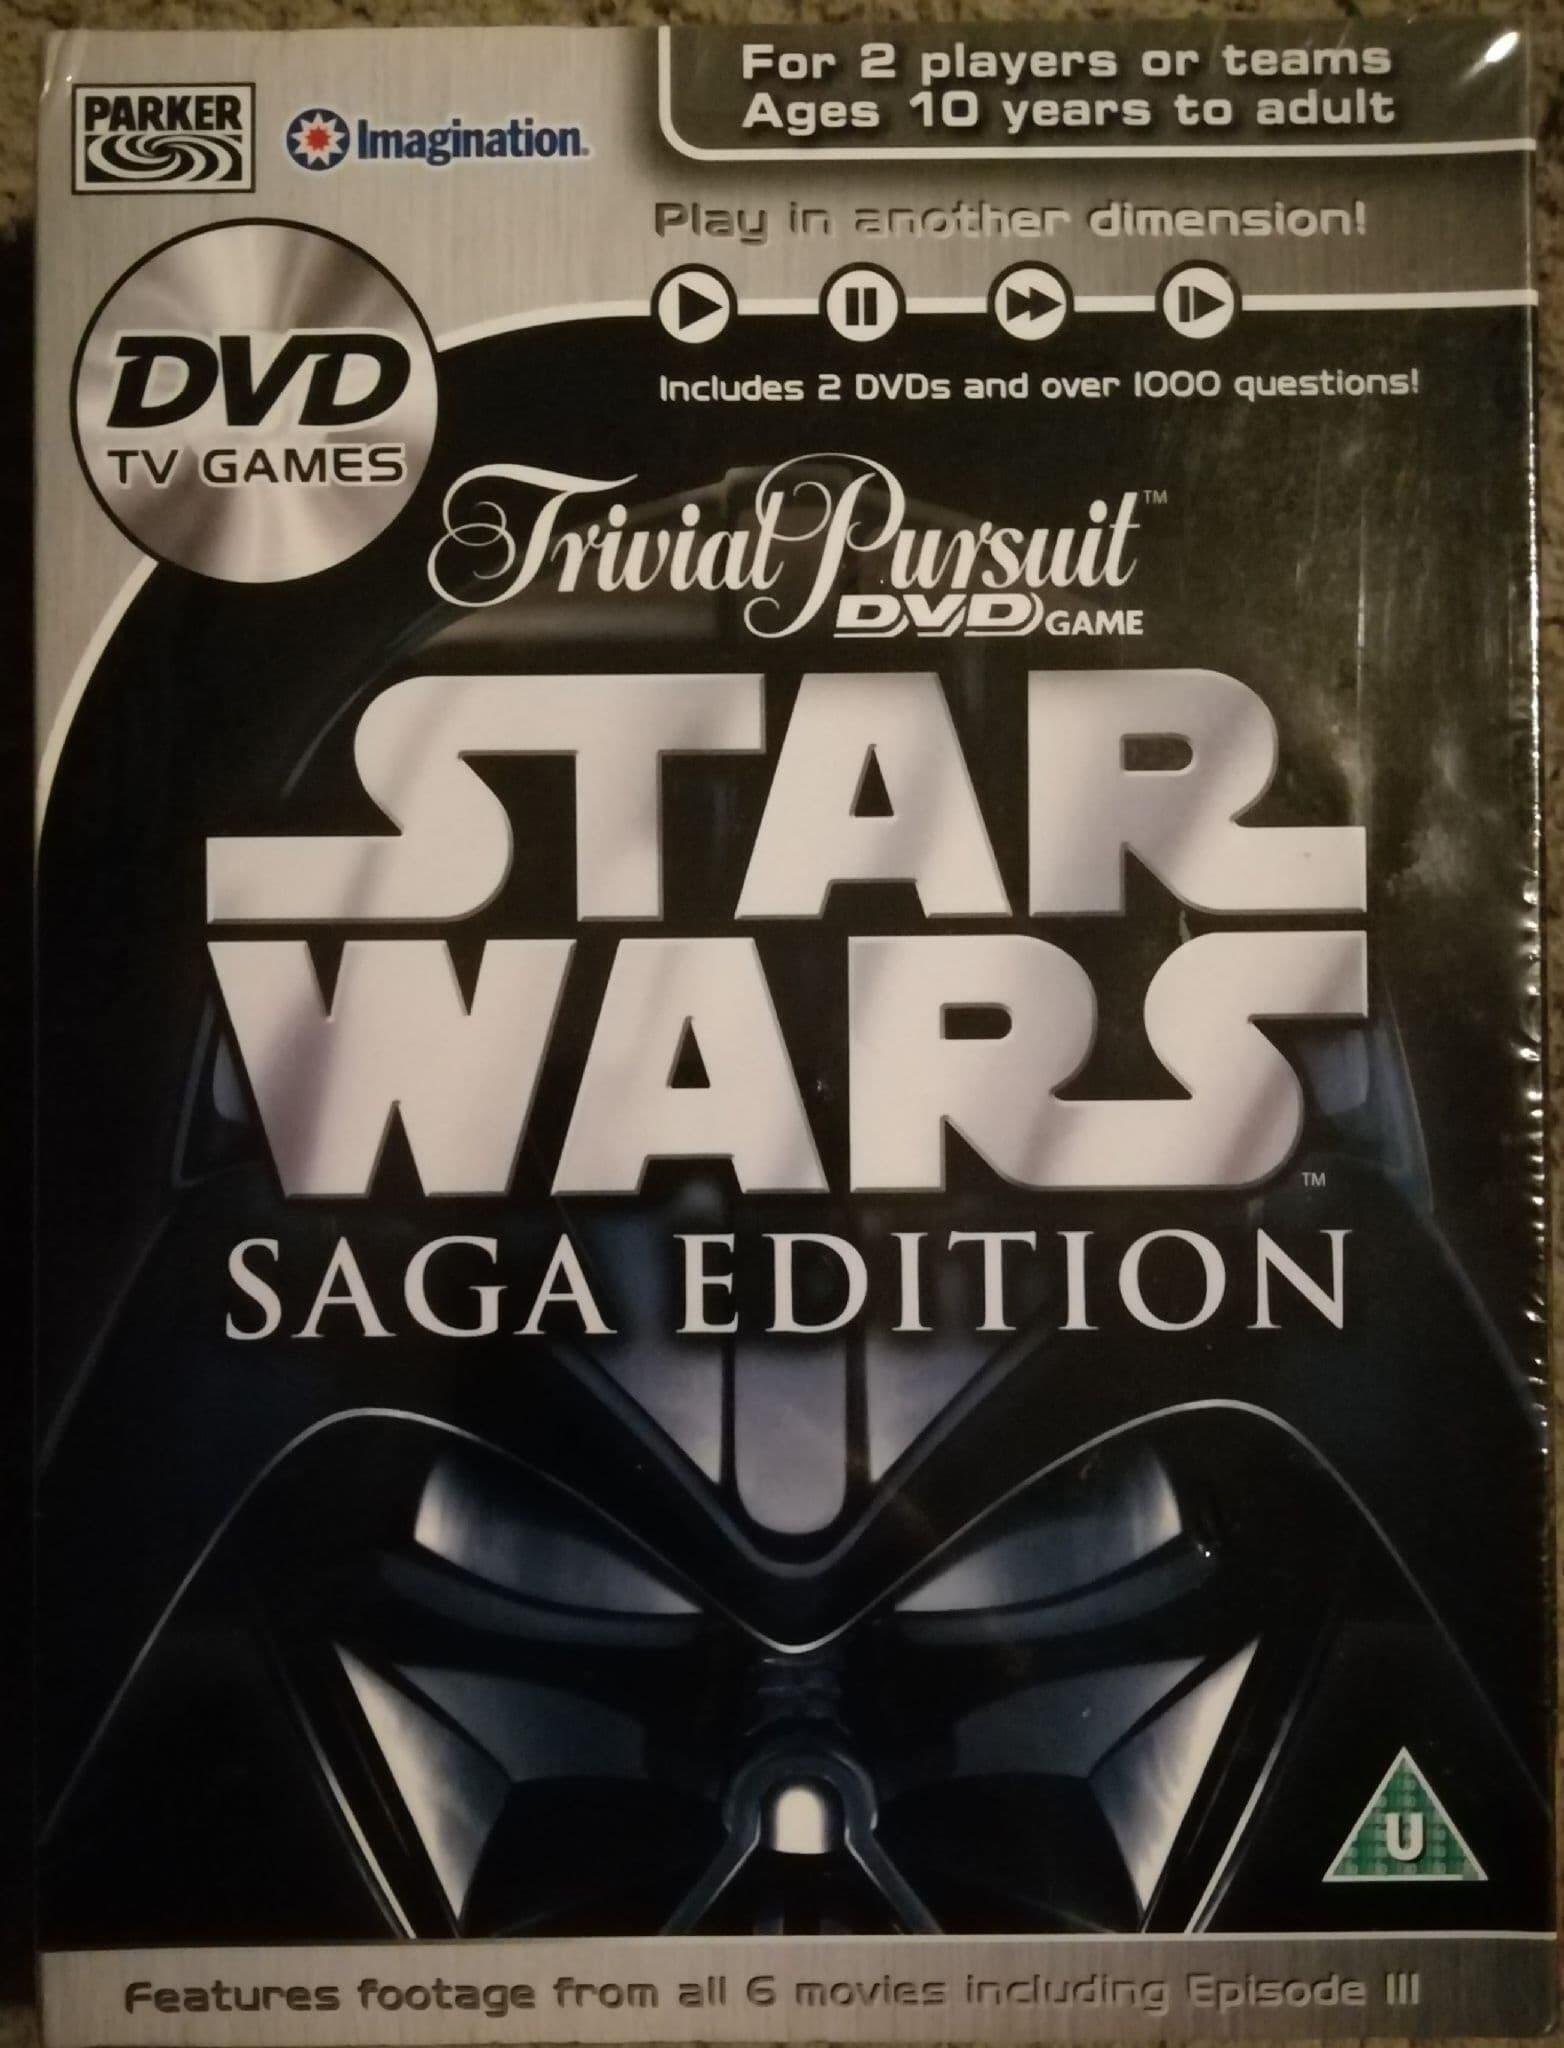 For 2 players or teams
Ages 10 years to adult
PARKER
Imagination.
Play in another dimension!
DVD
TV GAMES
Includes 2 DVDs and over 1000 questions!
Trivial Pursuit™
DVD GAME
STAR
WARS™
SAGA EDITION
U
Features footage from all 6 movies including Episode III